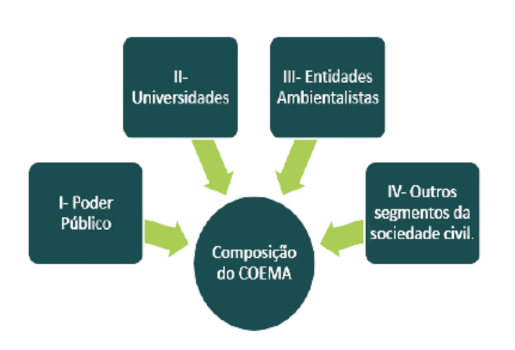 II-
Universidades
III- Entidades
Ambientalistas
I- Poder
Público
IV- Outros
segmentos da
sociedade civil.
Composição
do COEMA